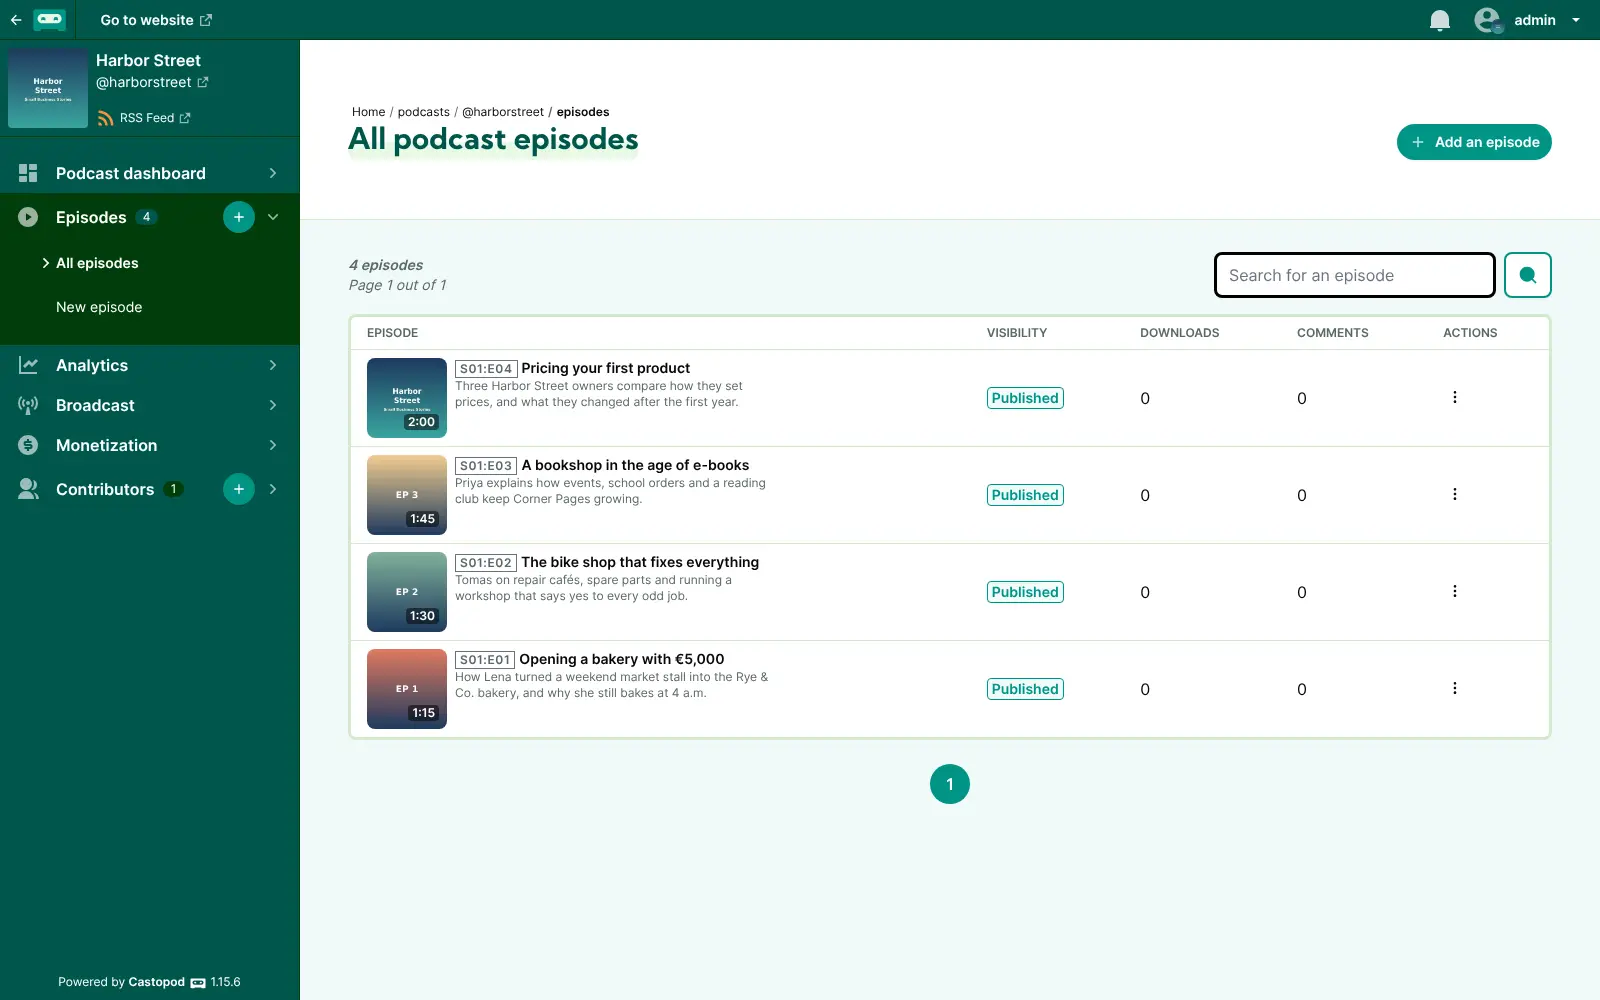 Go to website
admin
Harbor Street
Small Business Stories
Harbor Street
@harborstreet
RSS Feed
Podcast dashboard
Episodes 4 +
All episodes
New episode
Analytics
Broadcast
Monetization
Contributors 1 +
Powered by Castopod 1.15.6
Home / podcasts / @harborstreet / episodes
All podcast episodes
+ Add an episode
4 episodes
Page 1 out of 1
Search for an episode
EPISODE VISIBILITY DOWNLOADS COMMENTS ACTIONS
Harbor
Street
Small Business Stories
2:00
S01:E04 Pricing your first product
Three Harbor Street owners compare how they set
prices, and what they changed after the first year.
Published 0 0
EP 3
1:45
S01:E03 A bookshop in the age of e-books
Priya explains how events, school orders and a reading
club keep Corner Pages growing.
Published 0 0
EP 2
1:30
S01:E02 The bike shop that fixes everything
Tomas on repair cafés, spare parts and running a
workshop that says yes to every odd job.
Published 0 0
EP 1
1:15
S01:E01 Opening a bakery with €5,000
How Lena turned a weekend market stall into the Rye &
Co. bakery, and why she still bakes at 4 a.m.
Published 0 0
1